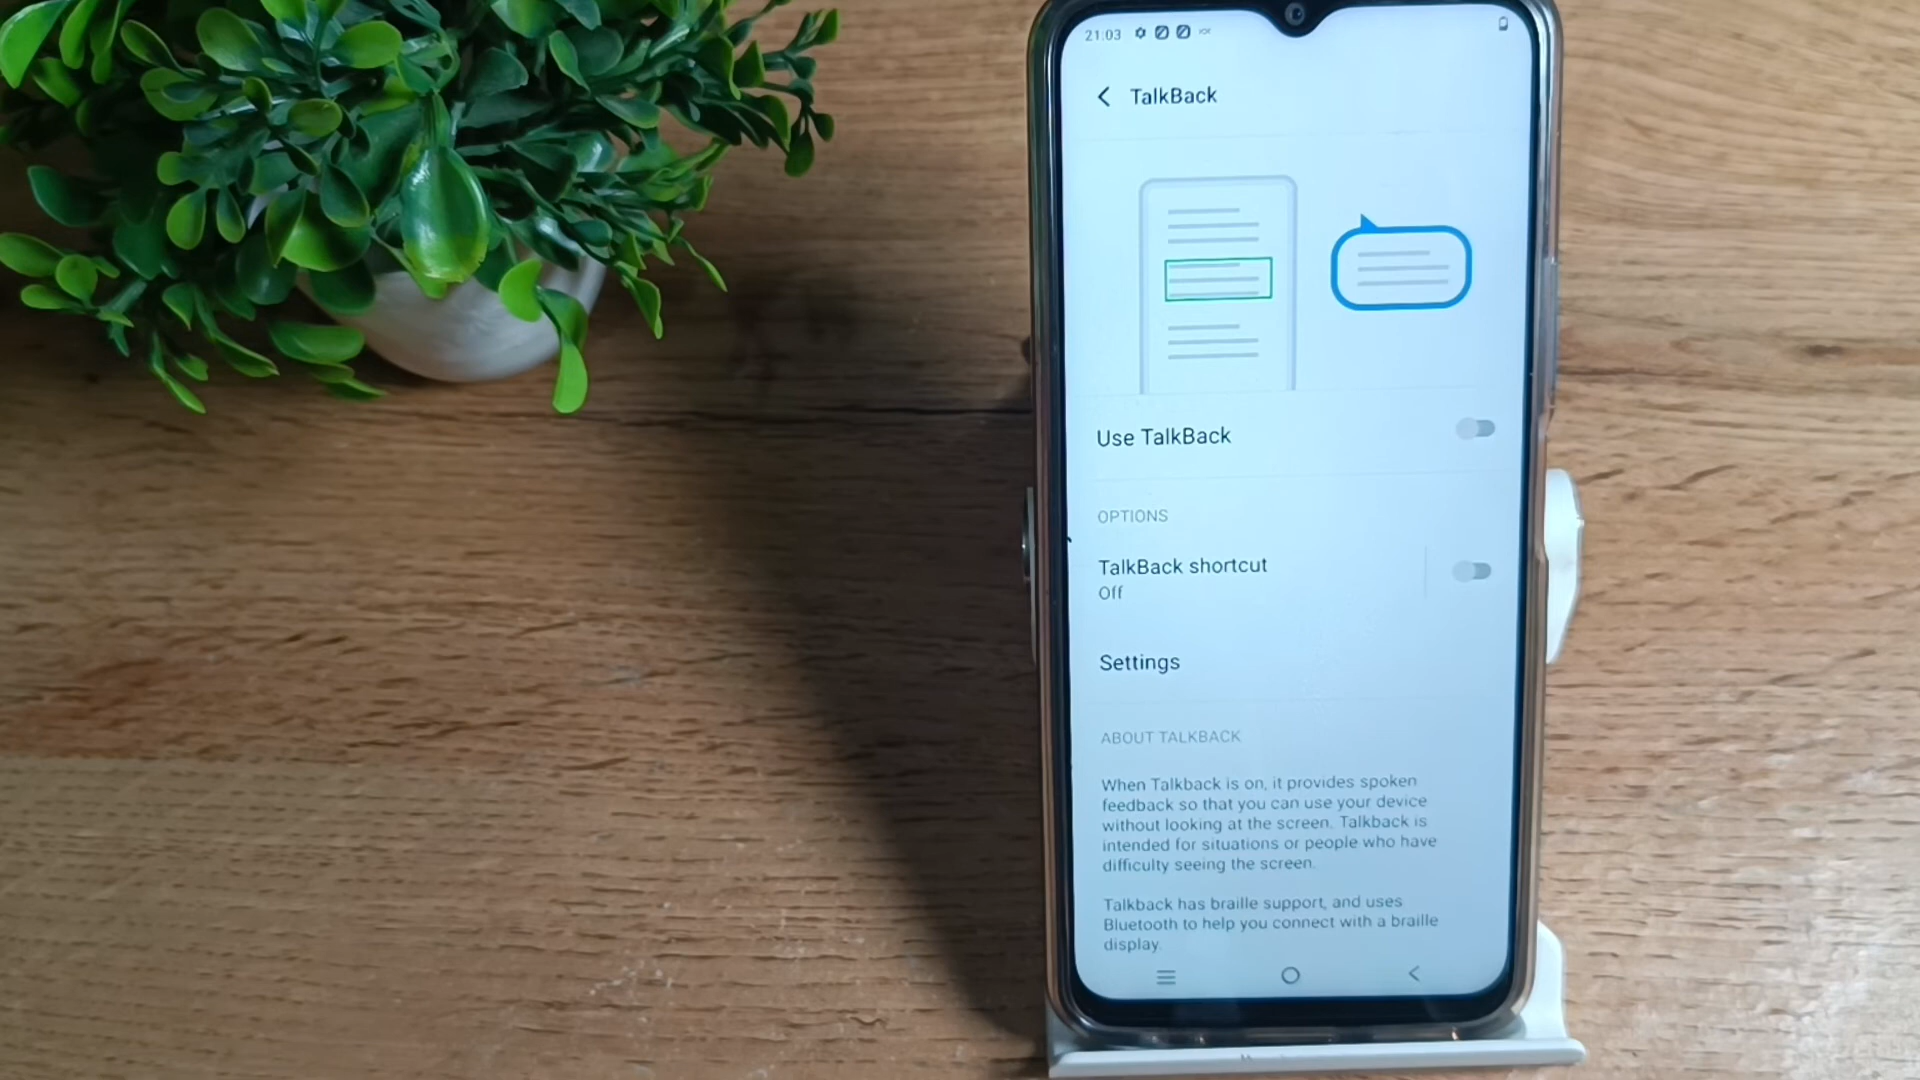 21.03
TalkBack
Use TalkBack
OPTIONS
TalkBack shortcut
Off
Settings
ABOUT TALKBACK
When Talkback is on, it provides spoken
feedback so that you can use your device
without looking at the screen. Talkback is
intended for situations or people who have
difficulty seeing the screen.
Talkback has braille support, and uses
Bluetooth to help you connect with a braille
display.